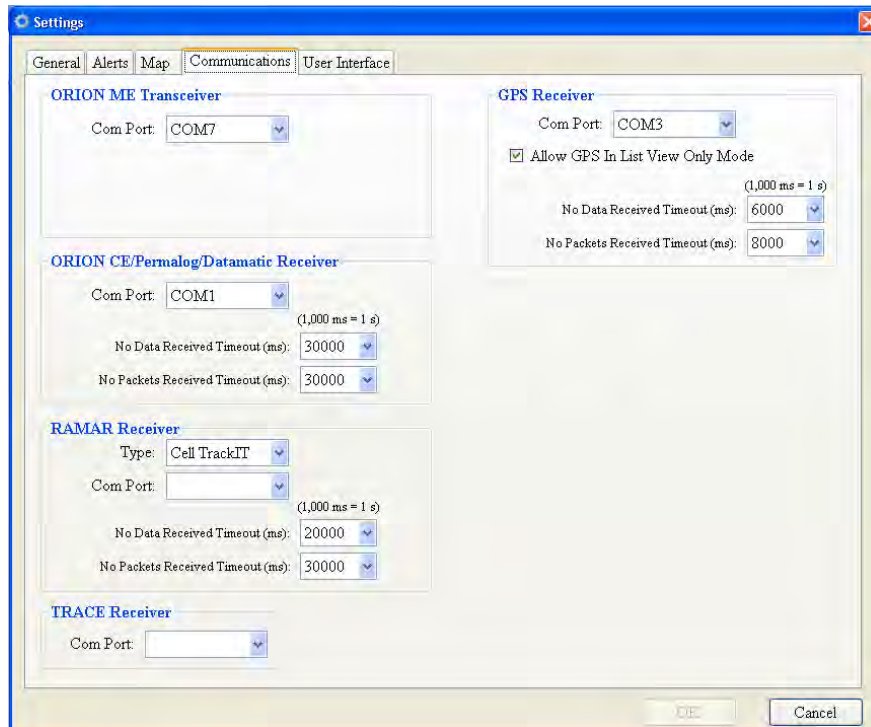 Settings
General Alerts Map Communications User Interface
ORION ME Transceiver
Com Port: COM7
ORION CE/Permalog/Datamatic Receiver
Com Port: COM1
(1,000 ms = 1 s)
No Data Received Timeout (ms): 30000
No Packets Received Timeout (ms): 30000
RAMAR Receiver
Type: Cell TrackIT
Com Port:
(1,000 ms = 1 s)
No Data Received Timeout (ms): 20000
No Packets Received Timeout (ms): 30000
TRACE Receiver
Com Port:
GPS Receiver
Com Port: COM3
Allow GPS In List View Only Mode
(1,000 ms = 1 s)
No Data Received Timeout (ms): 6000
No Packets Received Timeout (ms): 8000
OK Cancel